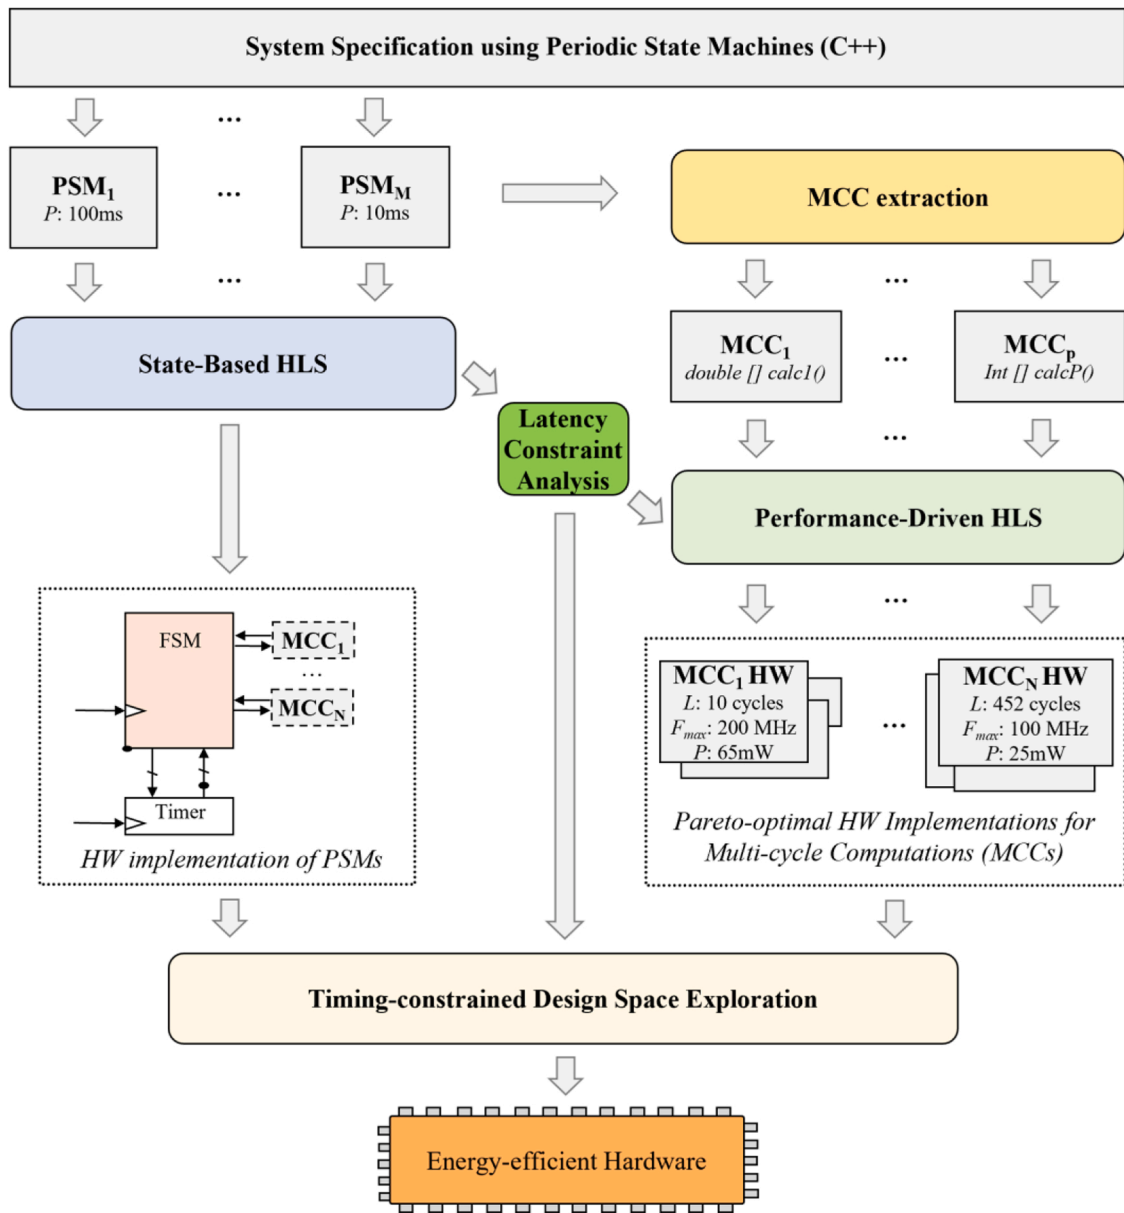 System Specification using Periodic State Machines (C++)
...
PSM1
P: 100ms
...
PSMM
P: 10ms
MCC extraction
...
...
State-Based HLS
MCC1
double [] calc1()
...
MCCp
Int [] calcP()
Latency
Constraint
Analysis
...
Performance-Driven HLS
...
FSM
MCC1
...
MCCN
Timer
HW implementation of PSMs
MCC1 HW
L: 10 cycles
Fmax: 200 MHz
P: 65mW
...
MCCN HW
L: 452 cycles
Fmax: 100 MHz
P: 25mW
Pareto-optimal HW Implementations for
Multi-cycle Computations (MCCs)
Timing-constrained Design Space Exploration
Energy-efficient Hardware